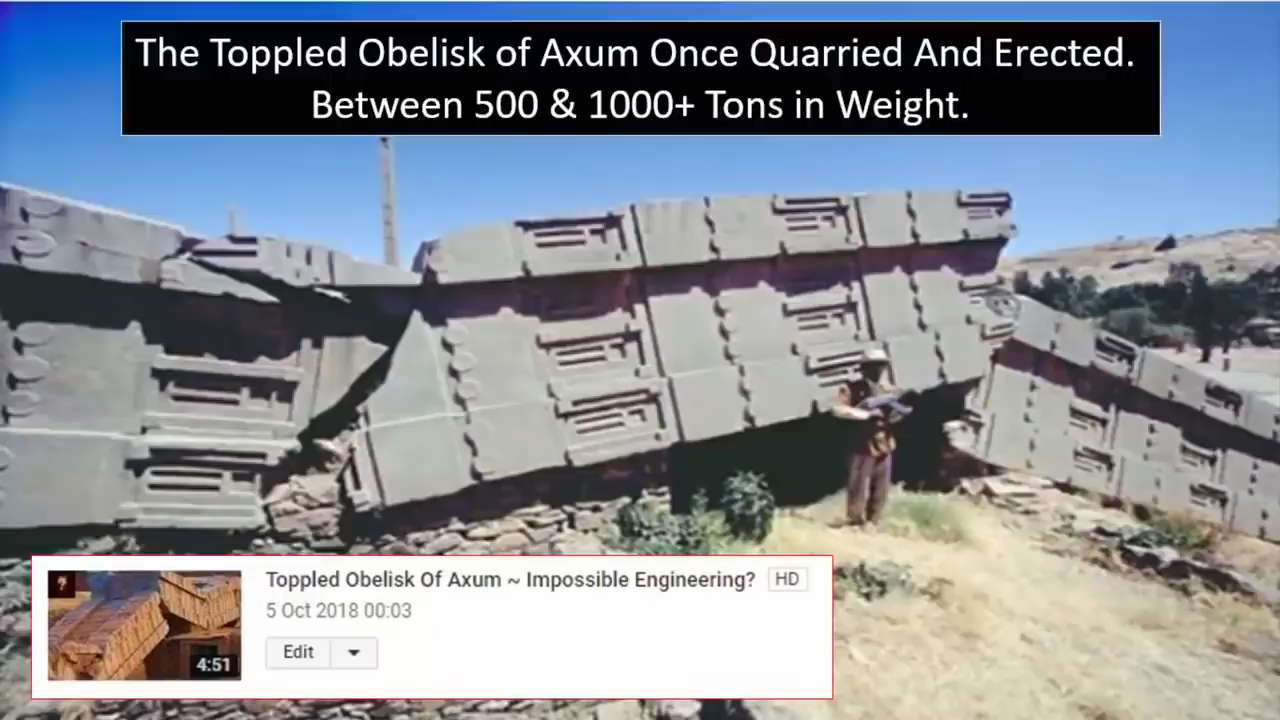 The Toppled Obelisk of Axum Once Quarried And Erected.
Between 500 & 1000+ Tons in Weight.
Toppled Obelisk Of Axum ~ Impossible Engineering? HD
5 Oct 2018 00:03
Edit
?
4:51